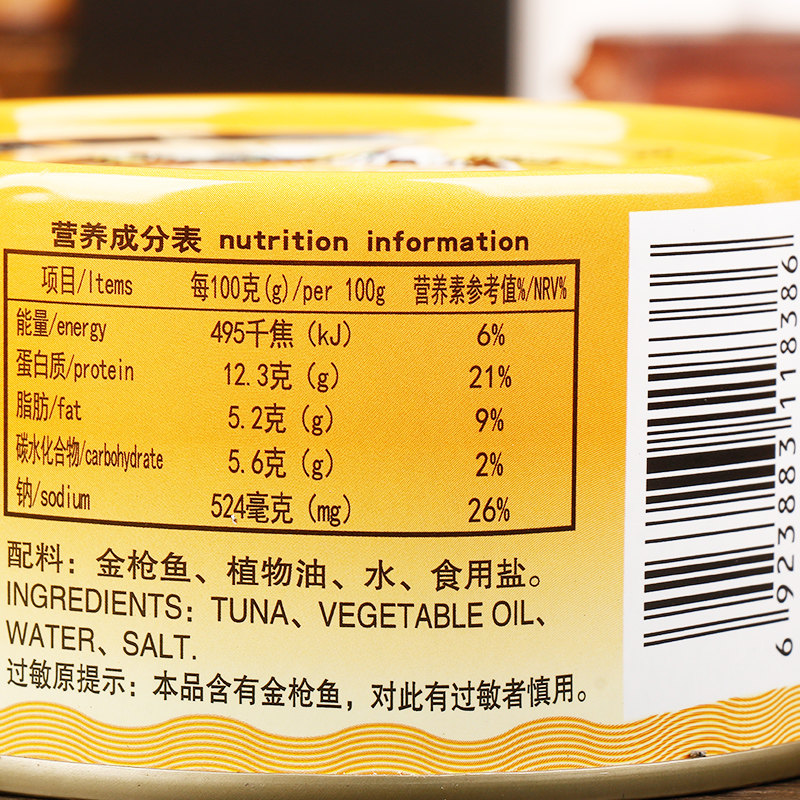 营养成分表 nutrition information
项目/Items 每100克(g)/per 100g 营养素参考值%/NRV%
能量/energy 495千焦(kJ) 6%
蛋白质/protein 12.3克(g) 21%
脂肪/fat 5.2克(g) 9%
碳水化合物/carbohydrate 5.6克(g) 2%
钠/sodium 524毫克(mg) 26%
配料：金枪鱼、植物油、水、食用盐。
INGREDIENTS: TUNA、VEGETABLE OIL、
WATER、SALT.
过敏原提示：本品含有金枪鱼，对此有过敏者慎用。
6923883118386